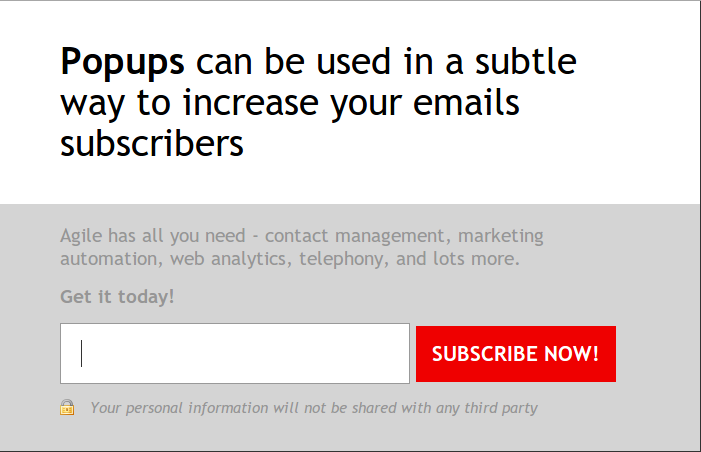 Popups can be used in a subtle
way to increase your emails
subscribers
Agile has all you need - contact management, marketing
automation, web analytics, telephony, and lots more.
Get it today!
SUBSCRIBE NOW!
Your personal information will not be shared with any third party